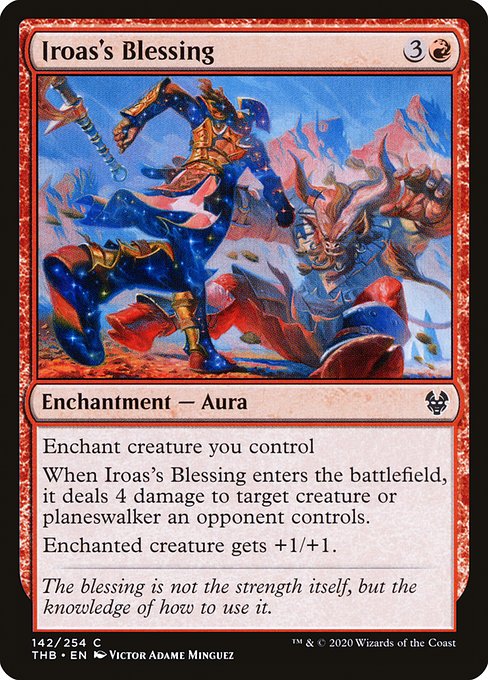 Iroas's Blessing 3
Enchantment — Aura
Enchant creature you control
When Iroas's Blessing enters the battlefield,
it deals 4 damage to target creature or
planeswalker an opponent controls.
Enchanted creature gets +1/+1.
The blessing is not the strength itself, but the
knowledge of how to use it.
142/254 C
™ & © 2020 Wizards of the Coast
THB • EN Victor Adame Minguez